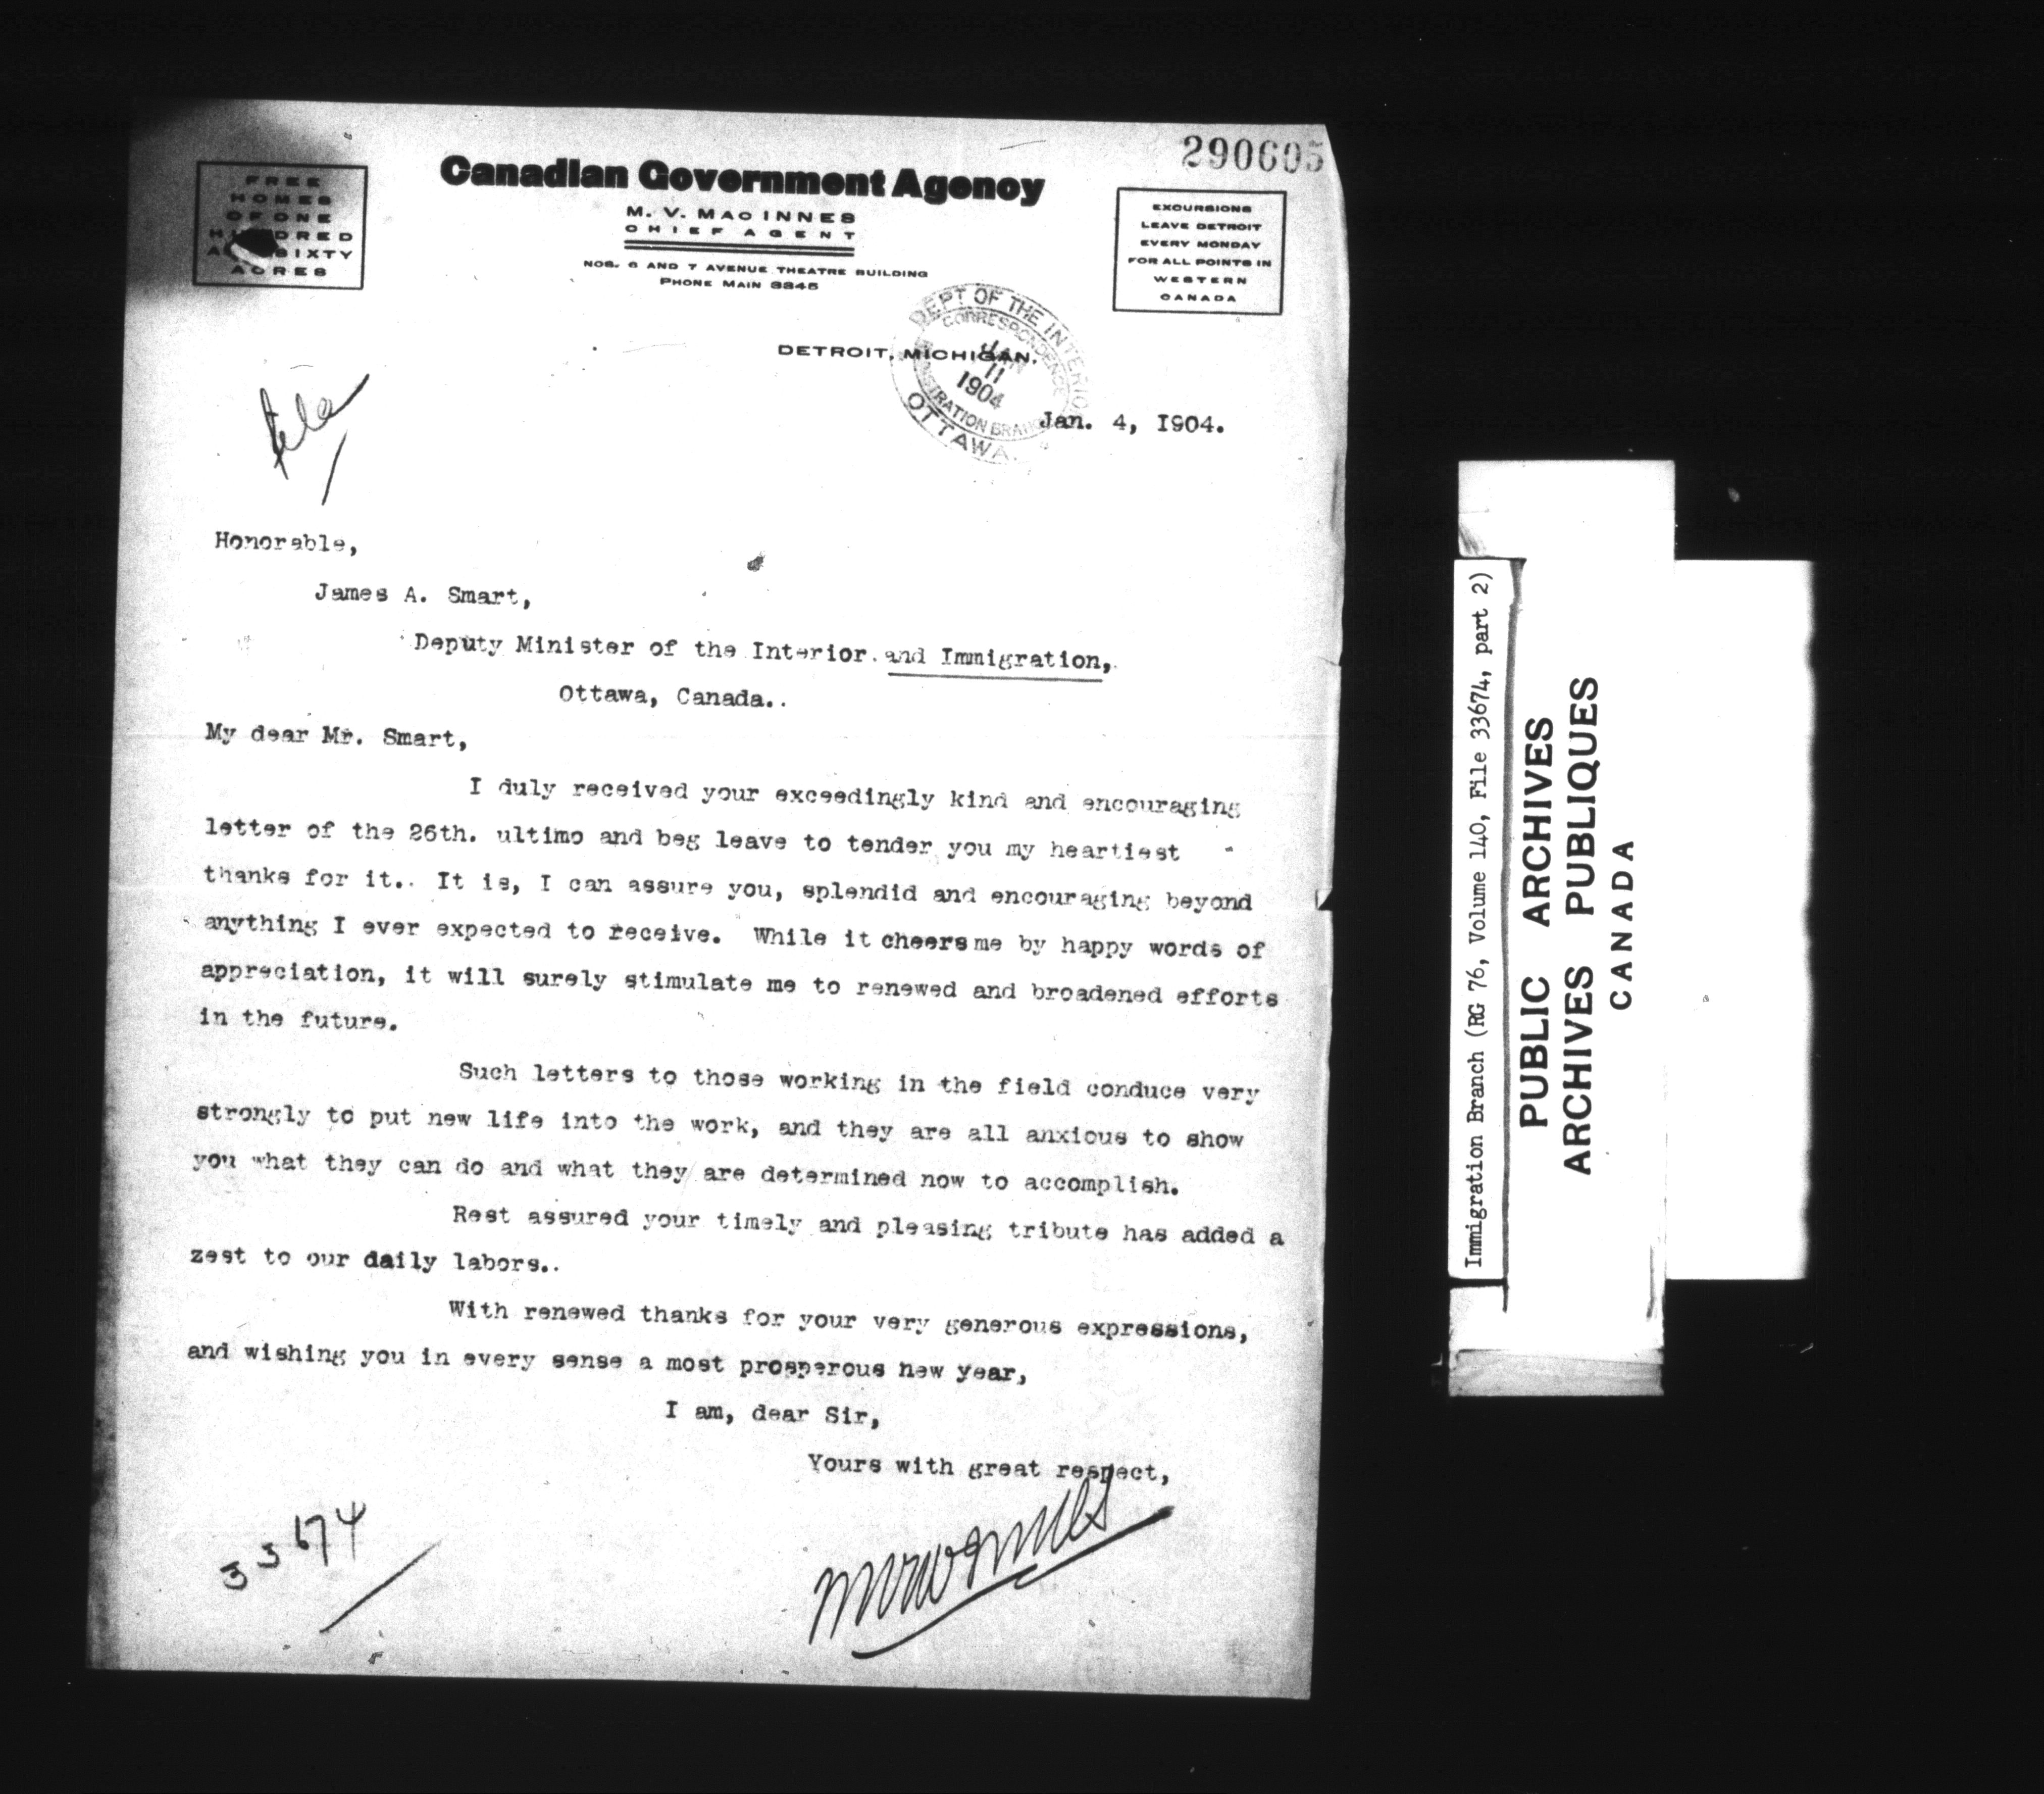 290605
FREE
HOMES
OF ONE
HUNDRED
AND SIXTY
ACRES
Canadian Government Agency
M. V. MACINNES
CHIEF AGENT
NOS. 6 AND 7 AVENUE THEATRE BUILDING
PHONE MAIN 3345
EXCURSIONS
LEAVE DETROIT
EVERY MONDAY
FOR ALL POINTS IN
WESTERN
CANADA
DETROIT, MICHIGAN,
DEPT OF THE INTERIOR
CORRESPONDENCE
JAN
11
1904
REGISTRATION BRANCH
OTTAWA.
Jan. 4, I904.
file
Honorable,
James A. Smart,
Deputy Minister of the Interior and Immigration,
Ottawa, Canada..
My dear Mr. Smart,
I duly received your exceedingly kind and encouraging
letter of the 26th. ultimo and beg leave to tender you my heartiest
thanks for it.. It is, I can assure you, splendid and encouraging beyond
anything I ever expected to receive. While it cheers me by happy words of
appreciation, it will surely stimulate me to renewed and broadened efforts
in the future.
Such letters to those working in the field conduce very
strongly to put new life into the work, and they are all anxious to show
you what they can do and what they are determined now to accomplish.
Rest assured your timely and pleasing tribute has added a
zest to our daily labors..
With renewed thanks for your very generous expressions,
and wishing you in every sense a most prosperous new year,
I am, dear Sir,
Yours with great respect,
M V MacInnes
33674
Immigration Branch (RG 76, Volume 140, File 33674, part 2)
PUBLIC ARCHIVES
ARCHIVES PUBLIQUES
CANADA